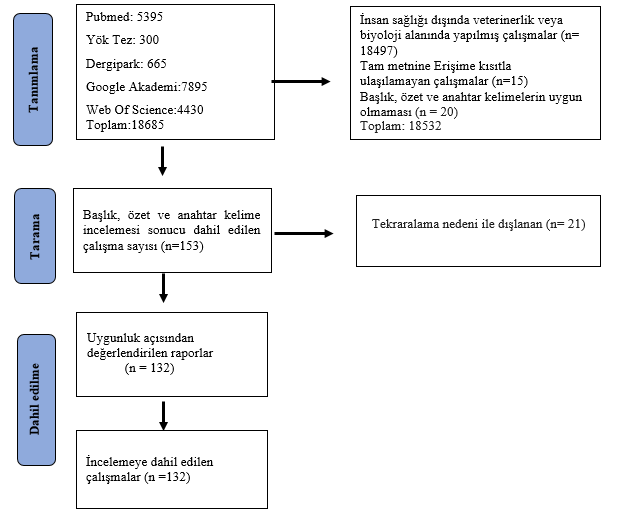 Tanımlama
Pubmed: 5395
Yök Tez: 300
Dergipark: 665
Google Akademi:7895
Web Of Science:4430
Toplam:18685
İnsan sağlığı dışında veterinerlik veya
biyoloji alanında yapılmış çalışmalar (n=
18497)
Tam metnine Erişime kısıtla
ulaşılamayan çalışmalar (n=15)
Başlık, özet ve anahtar kelimelerin uygun
olmaması (n = 20)
Toplam: 18532
Tarama
Başlık, özet ve anahtar kelime
incelemesi sonucu dahil edilen
çalışma sayısı (n=153)
Tekraralama nedeni ile dışlanan (n= 21)
Dahil edilme
Uygunluk açısından
değerlendirilen raporlar
(n = 132)
İncelemeye dahil edilen
çalışmalar (n =132)